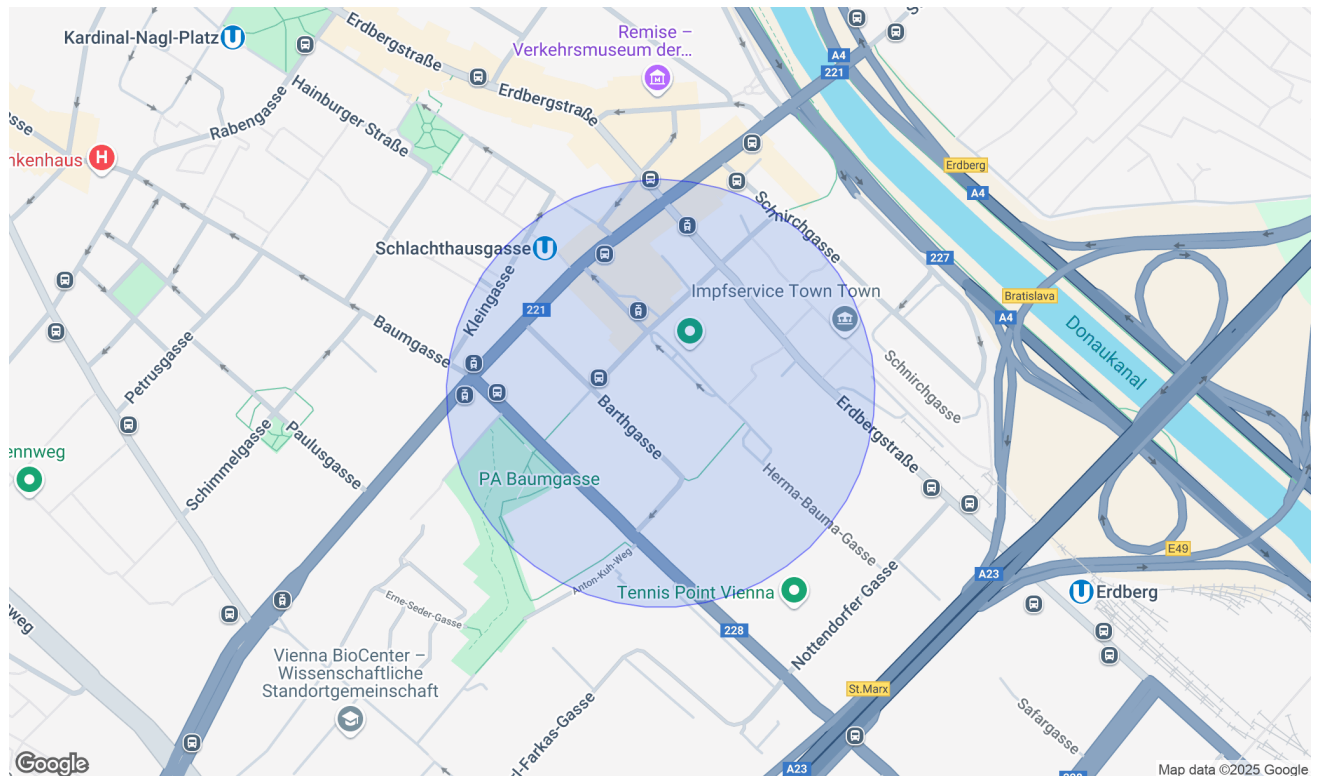 Kardinal-Nagl-Platz
Erdbergstraße
Remise –
Verkehrsmuseum der...
A4
221
Erdbergstraße
Hainburger Straße
Rabengasse
nkenhaus
H
Erdberg
A4
Schnirchgasse
Schlachthausgasse
227
Kleingasse
Impfservice Town Town
Bratislava
221
A4
Baumgasse
Donaukanal
Petrusgasse
Schnirchgasse
Barthgasse
Erdbergstraße
Schimmelgasse
Paulusgasse
ennweg
PA Baumgasse
Herma-Bauma-Gasse
E49
Anton-Kuh-Weg
A23
Tennis Point Vienna
Erdberg
Erne-Seder-Gasse
228
Nottendorfer Gasse
Vienna BioCenter –
Wissenschaftliche
Standortgemeinschaft
St.Marx
nweg
l-Farkas-Gasse
Safargasse
A23
Google
Map data ©2025 Google